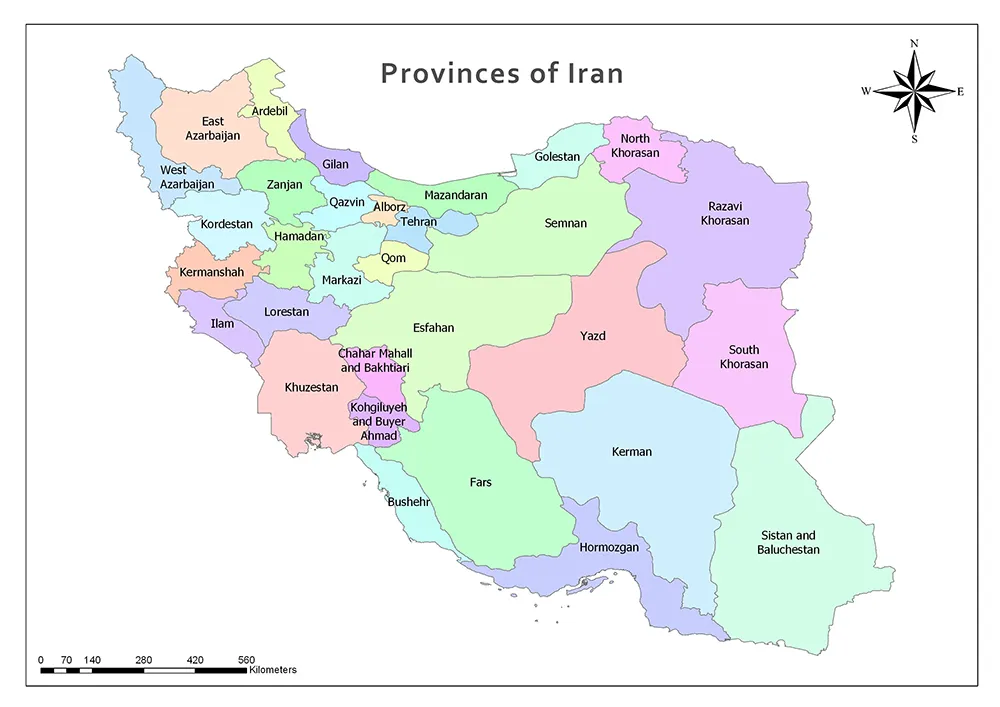 Provinces of Iran
N
W
E
S
Ardebil
East
Azarbaijan
North
Khorasan
Golestan
Gilan
West
Azarbaijan
Zanjan
Mazandaran
Qazvin
Alborz
Razavi
Khorasan
Kordestan
Tehran
Semnan
Hamadan
Qom
Kermanshah
Markazi
Lorestan
Ilam
Esfahan
Yazd
Chahar Mahall
and Bakhtiari
South
Khorasan
Khuzestan
Kohgiluyeh
and Buyer
Ahmad
Kerman
Fars
Bushehr
Hormozgan
Sistan and
Baluchestan
0 70 140 280 420 560
Kilometers